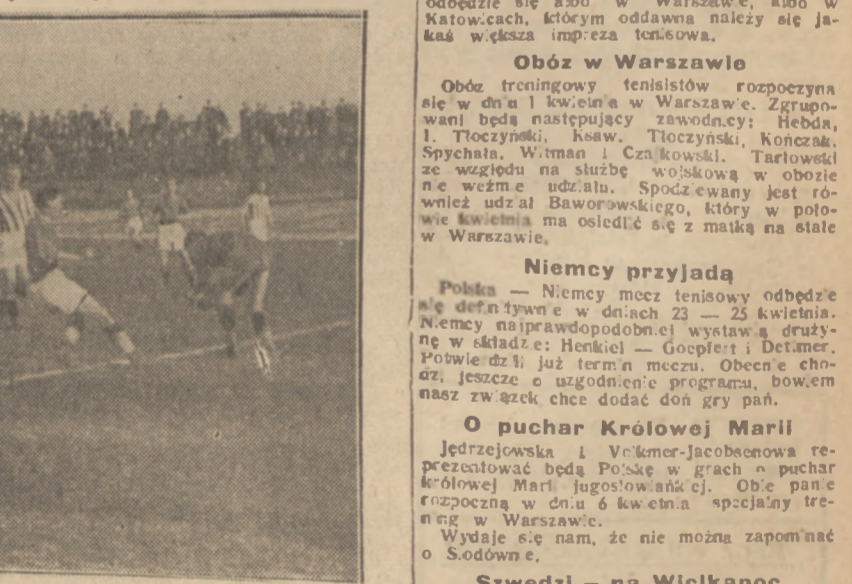 odbędzie się albo w Warszawie, albo w
Katowicach, którym oddawna należy się ja-
kaś większa impreza tenisowa.
Obóz w Warszawie
Obóz treningowy tenisistów rozpoczyna
się w dniu 1 kwietnia w Warszawie. Zgrupo-
wani będą następujący zawodnicy: Hebda,
I. Tłoczyński, Ksaw. Tłoczyński, Kończak,
Spychała, Witman i Czajkowski. Tarłowski
ze względu na służbę wojskową w obozie
nie weźmie udziału. Spodziewany jest ró-
wnież udział Baworowskiego, który w poło-
wie kwietnia ma osiedlić się z matką na stałe
w Warszawie.
Niemcy przyjadą
Polska — Niemcy mecz tenisowy odbędzie
się definitywnie w dniach 23 — 25 kwietnia.
Niemcy najprawdopodobniej wystawią druży-
nę w składzie: Henkiel — Goepfert i Detmer.
Potwierdzili już termin meczu. Obecnie cho-
dzi jeszcze o uzgodnienie programu, bowiem
nasz związek chce dodać doń gry pań.
O puchar Królowej Marii
Jędrzejowska i Volkmer-Jacobsenowa re-
prezentować będą Polskę w grach o puchar
królowej Marii jugosłowiańskiej. Obie panie
rozpoczną w dniu 6 kwietnia specjalny tre-
ning w Warszawie.
Wydaje się nam, że nie można zapominać
o Siodównie.
Szwedzi — na Wielkanoc